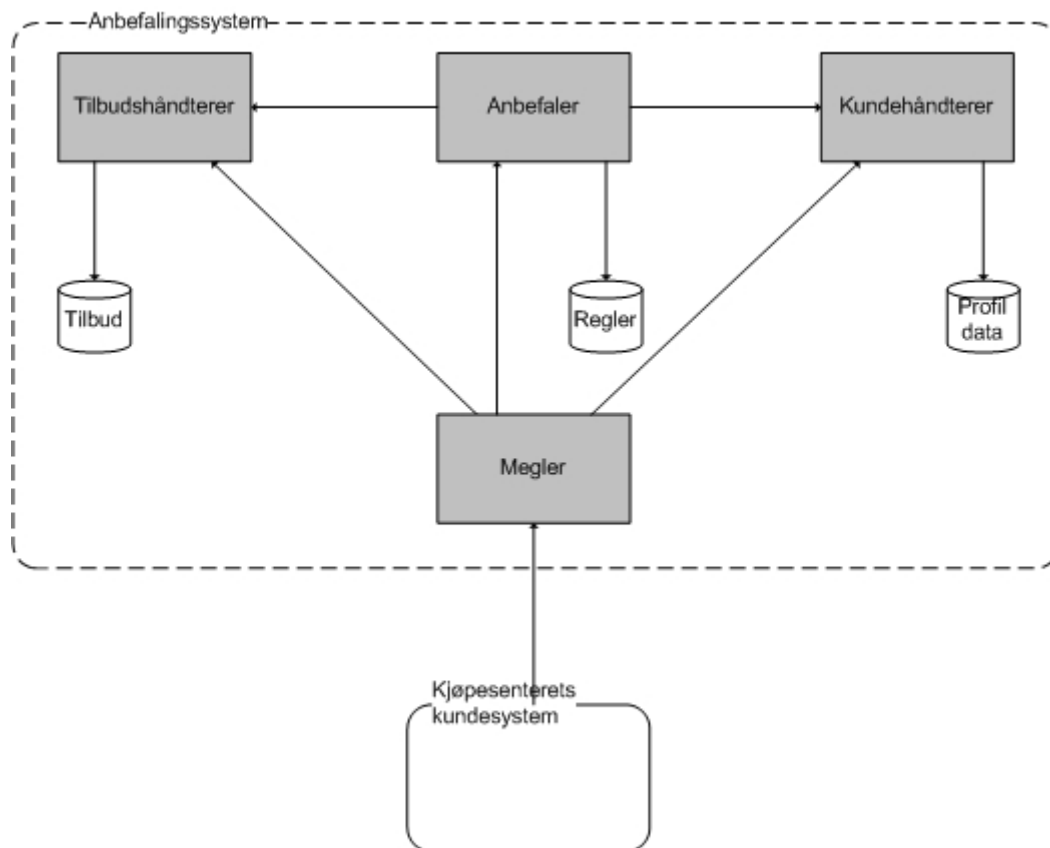 Anbefalingssystem
Tilbudshåndterer
Anbefaler
Kundehåndterer
Tilbud
Regler
Profil
data
Megler
Kjøpesenterets
kundesystem